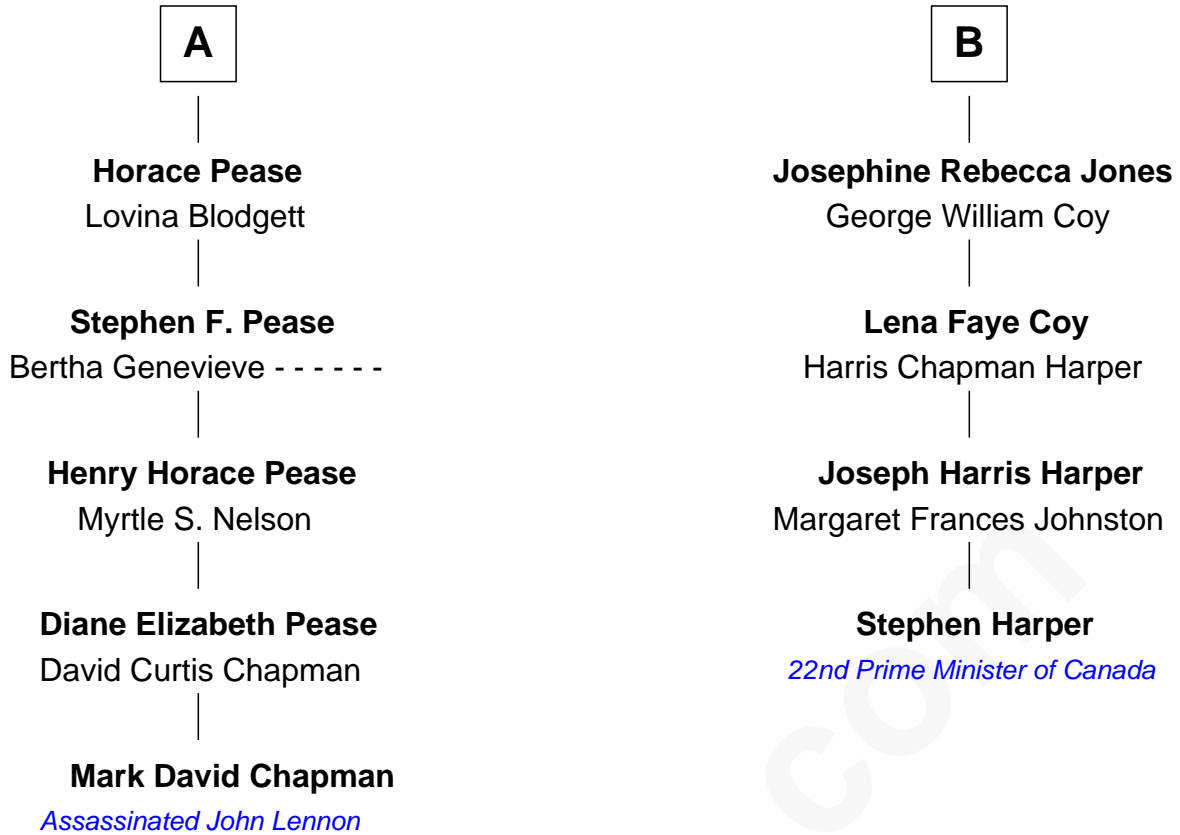 A
Horace Pease
Lovina Blodgett
Stephen F. Pease
Bertha Genevieve - - - - - -
Henry Horace Pease
Myrtle S. Nelson
Diane Elizabeth Pease
David Curtis Chapman
Mark David Chapman
Assassinated John Lennon
B
Josephine Rebecca Jones
George William Coy
Lena Faye Coy
Harris Chapman Harper
Joseph Harris Harper
Margaret Frances Johnston
Stephen Harper
22nd Prime Minister of Canada
com